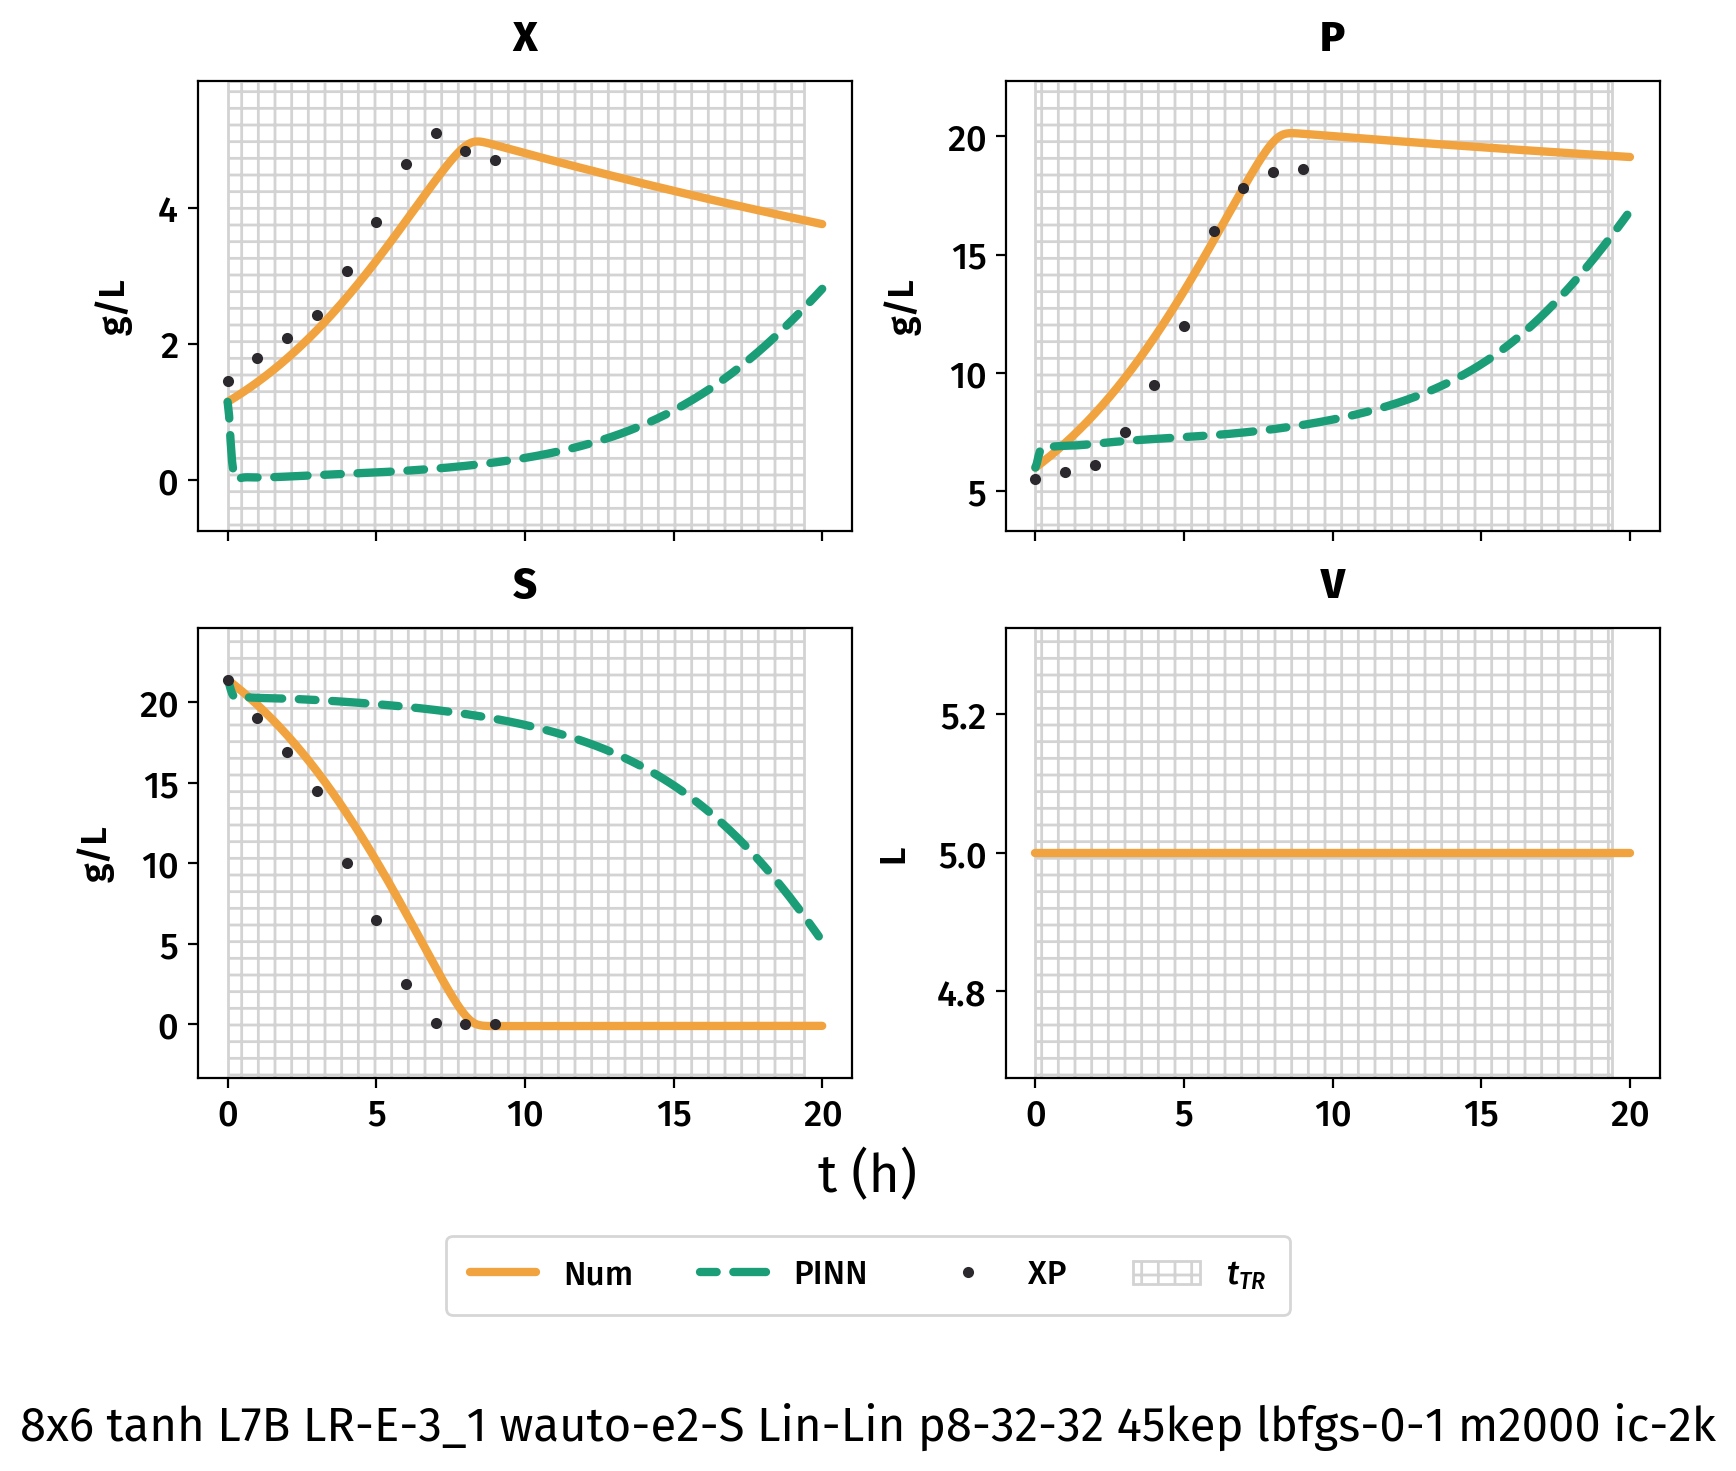 X
P
g/L
4
2
0
g/L
20
15
10
5
S
V
g/L
20
15
10
5
0
L
5.2
5.0
4.8
0 5 10 15 20
0 5 10 15 20
t (h)
Num PINN XP t_TR
8x6 tanh L7B LR-E-3_1 wauto-e2-S Lin-Lin p8-32-32 45kep lbfgs-0-1 m2000 ic-2k